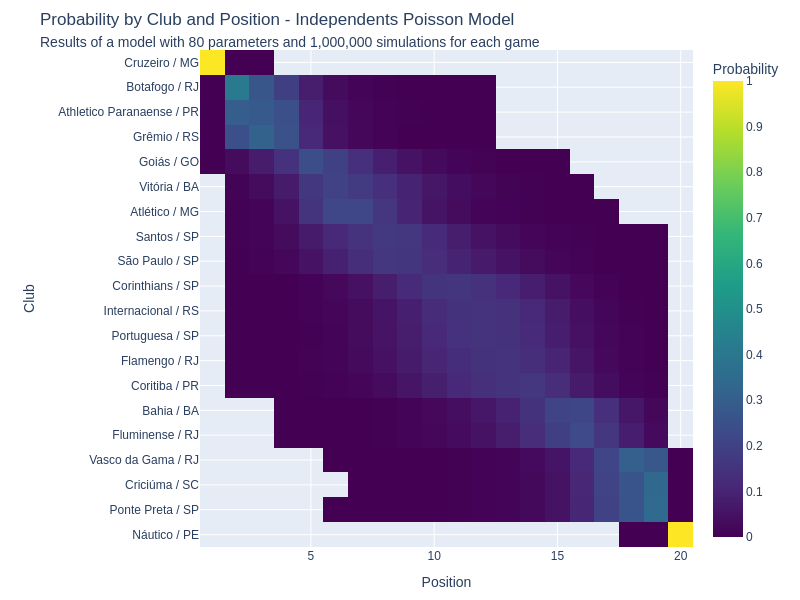 Probability by Club and Position - Independents Poisson Model
Results of a model with 80 parameters and 1,000,000 simulations for each game
Cruzeiro / MG
Botafogo / RJ
Athletico Paranaense / PR
Grêmio / RS
Goiás / GO
Vitória / BA
Atlético / MG
Santos / SP
São Paulo / SP
Corinthians / SP
Internacional / RS
Portuguesa / SP
Flamengo / RJ
Coritiba / PR
Bahia / BA
Fluminense / RJ
Vasco da Gama / RJ
Criciúma / SC
Ponte Preta / SP
Náutico / PE
Club
5
10
15
20
Position
Probability
1
0.9
0.8
0.7
0.6
0.5
0.4
0.3
0.2
0.1
0